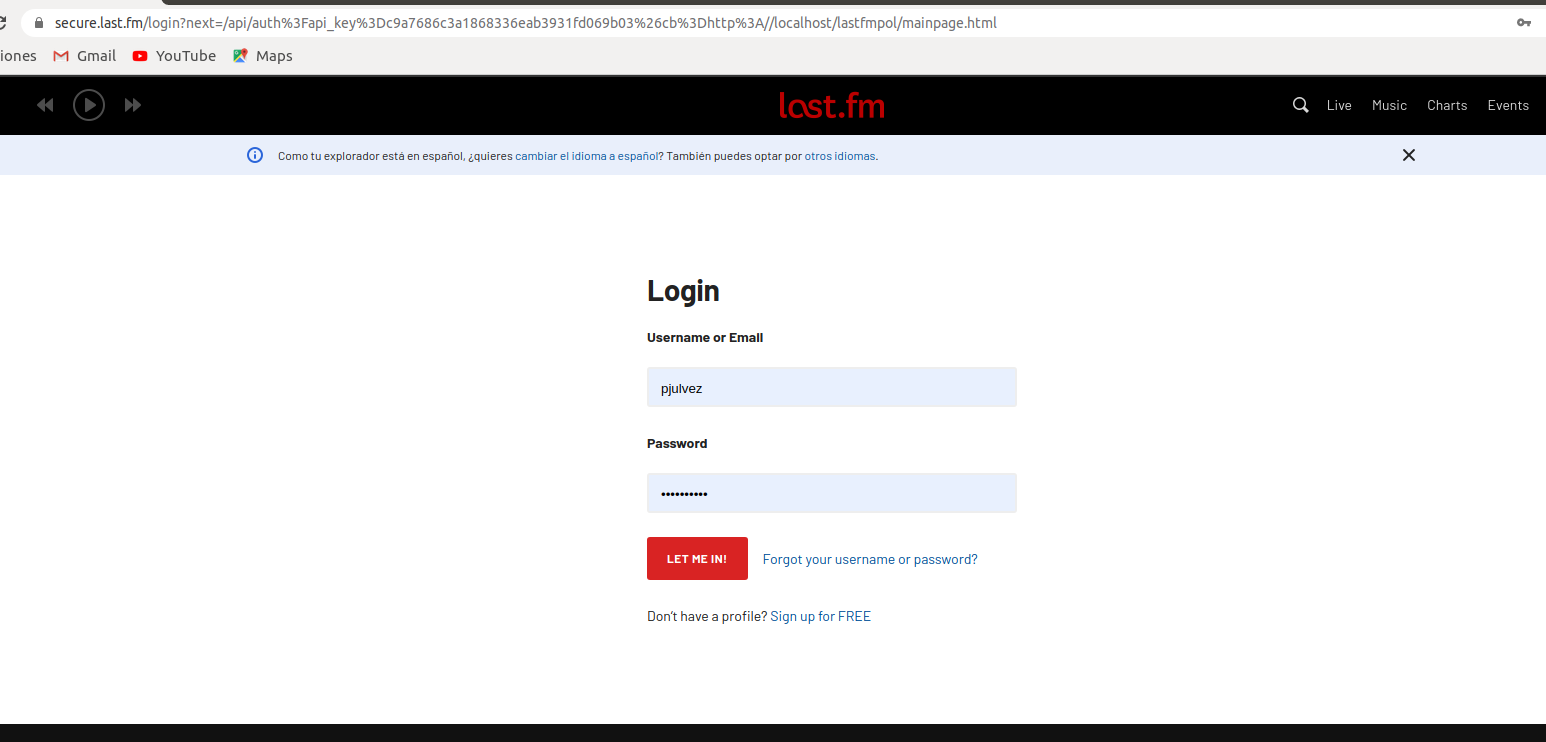 secure.last.fm/login?next=/api/auth%3Fapi_key%3Dc9a7686c3a1868336eab3931fd069b03%26cb%3Dhttp%3A//localhost/lastfmpol/mainpage.html
iones Gmail YouTube Maps
last.fm Live Music Charts Events
Como tu explorador está en español, ¿quieres cambiar el idioma a español? También puedes optar por otros idiomas.
Login
Username or Email
pjulvez
Password
••••••••••
LET ME IN! Forgot your username or password?
Don't have a profile? Sign up for FREE